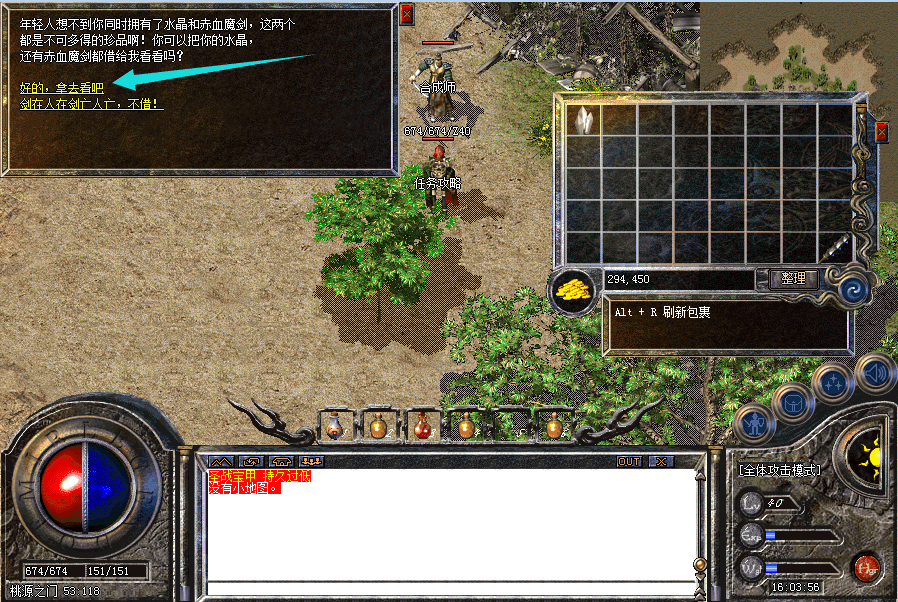 年轻人想不到你同时拥有了水晶和赤血魔剑，这两个
都是不可多得的珍品啊！你可以把你的水晶，
还有赤血魔剑都借给我看看吗？
好的，拿去看吧
剑在人在剑亡人亡，不借！
合成师
674/674/Z40
任务攻略
294,450
整理
Alt + R 刷新包裹
OUT
圣战宝甲 持久过低
没有小地图。
[全体攻击模式]
Lv
40
Exp
W
Hgr
674/674
151/151
桃源之门 53:118
16:03:56